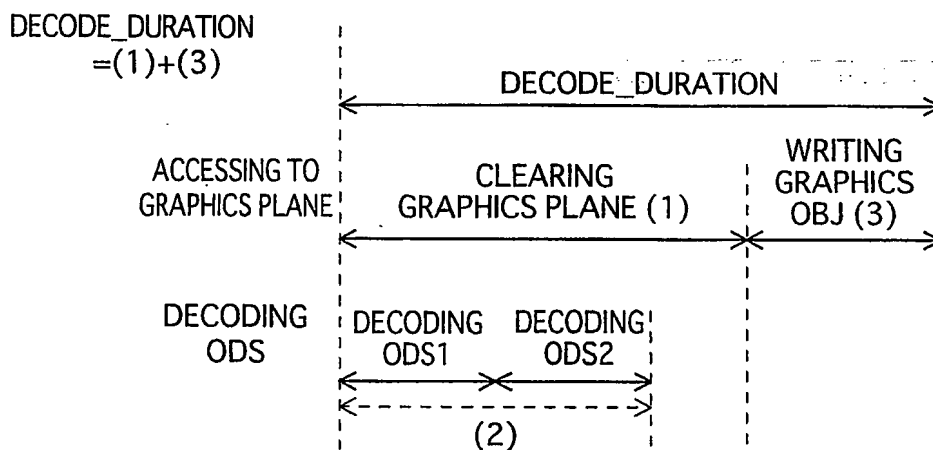 DECODE_DURATION
=(1)+(3)
DECODE_DURATION
ACCESSING TO
GRAPHICS PLANE
CLEARING
GRAPHICS PLANE (1)
WRITING
GRAPHICS
OBJ (3)
DECODING
ODS
DECODING
ODS1
DECODING
ODS2
(2)